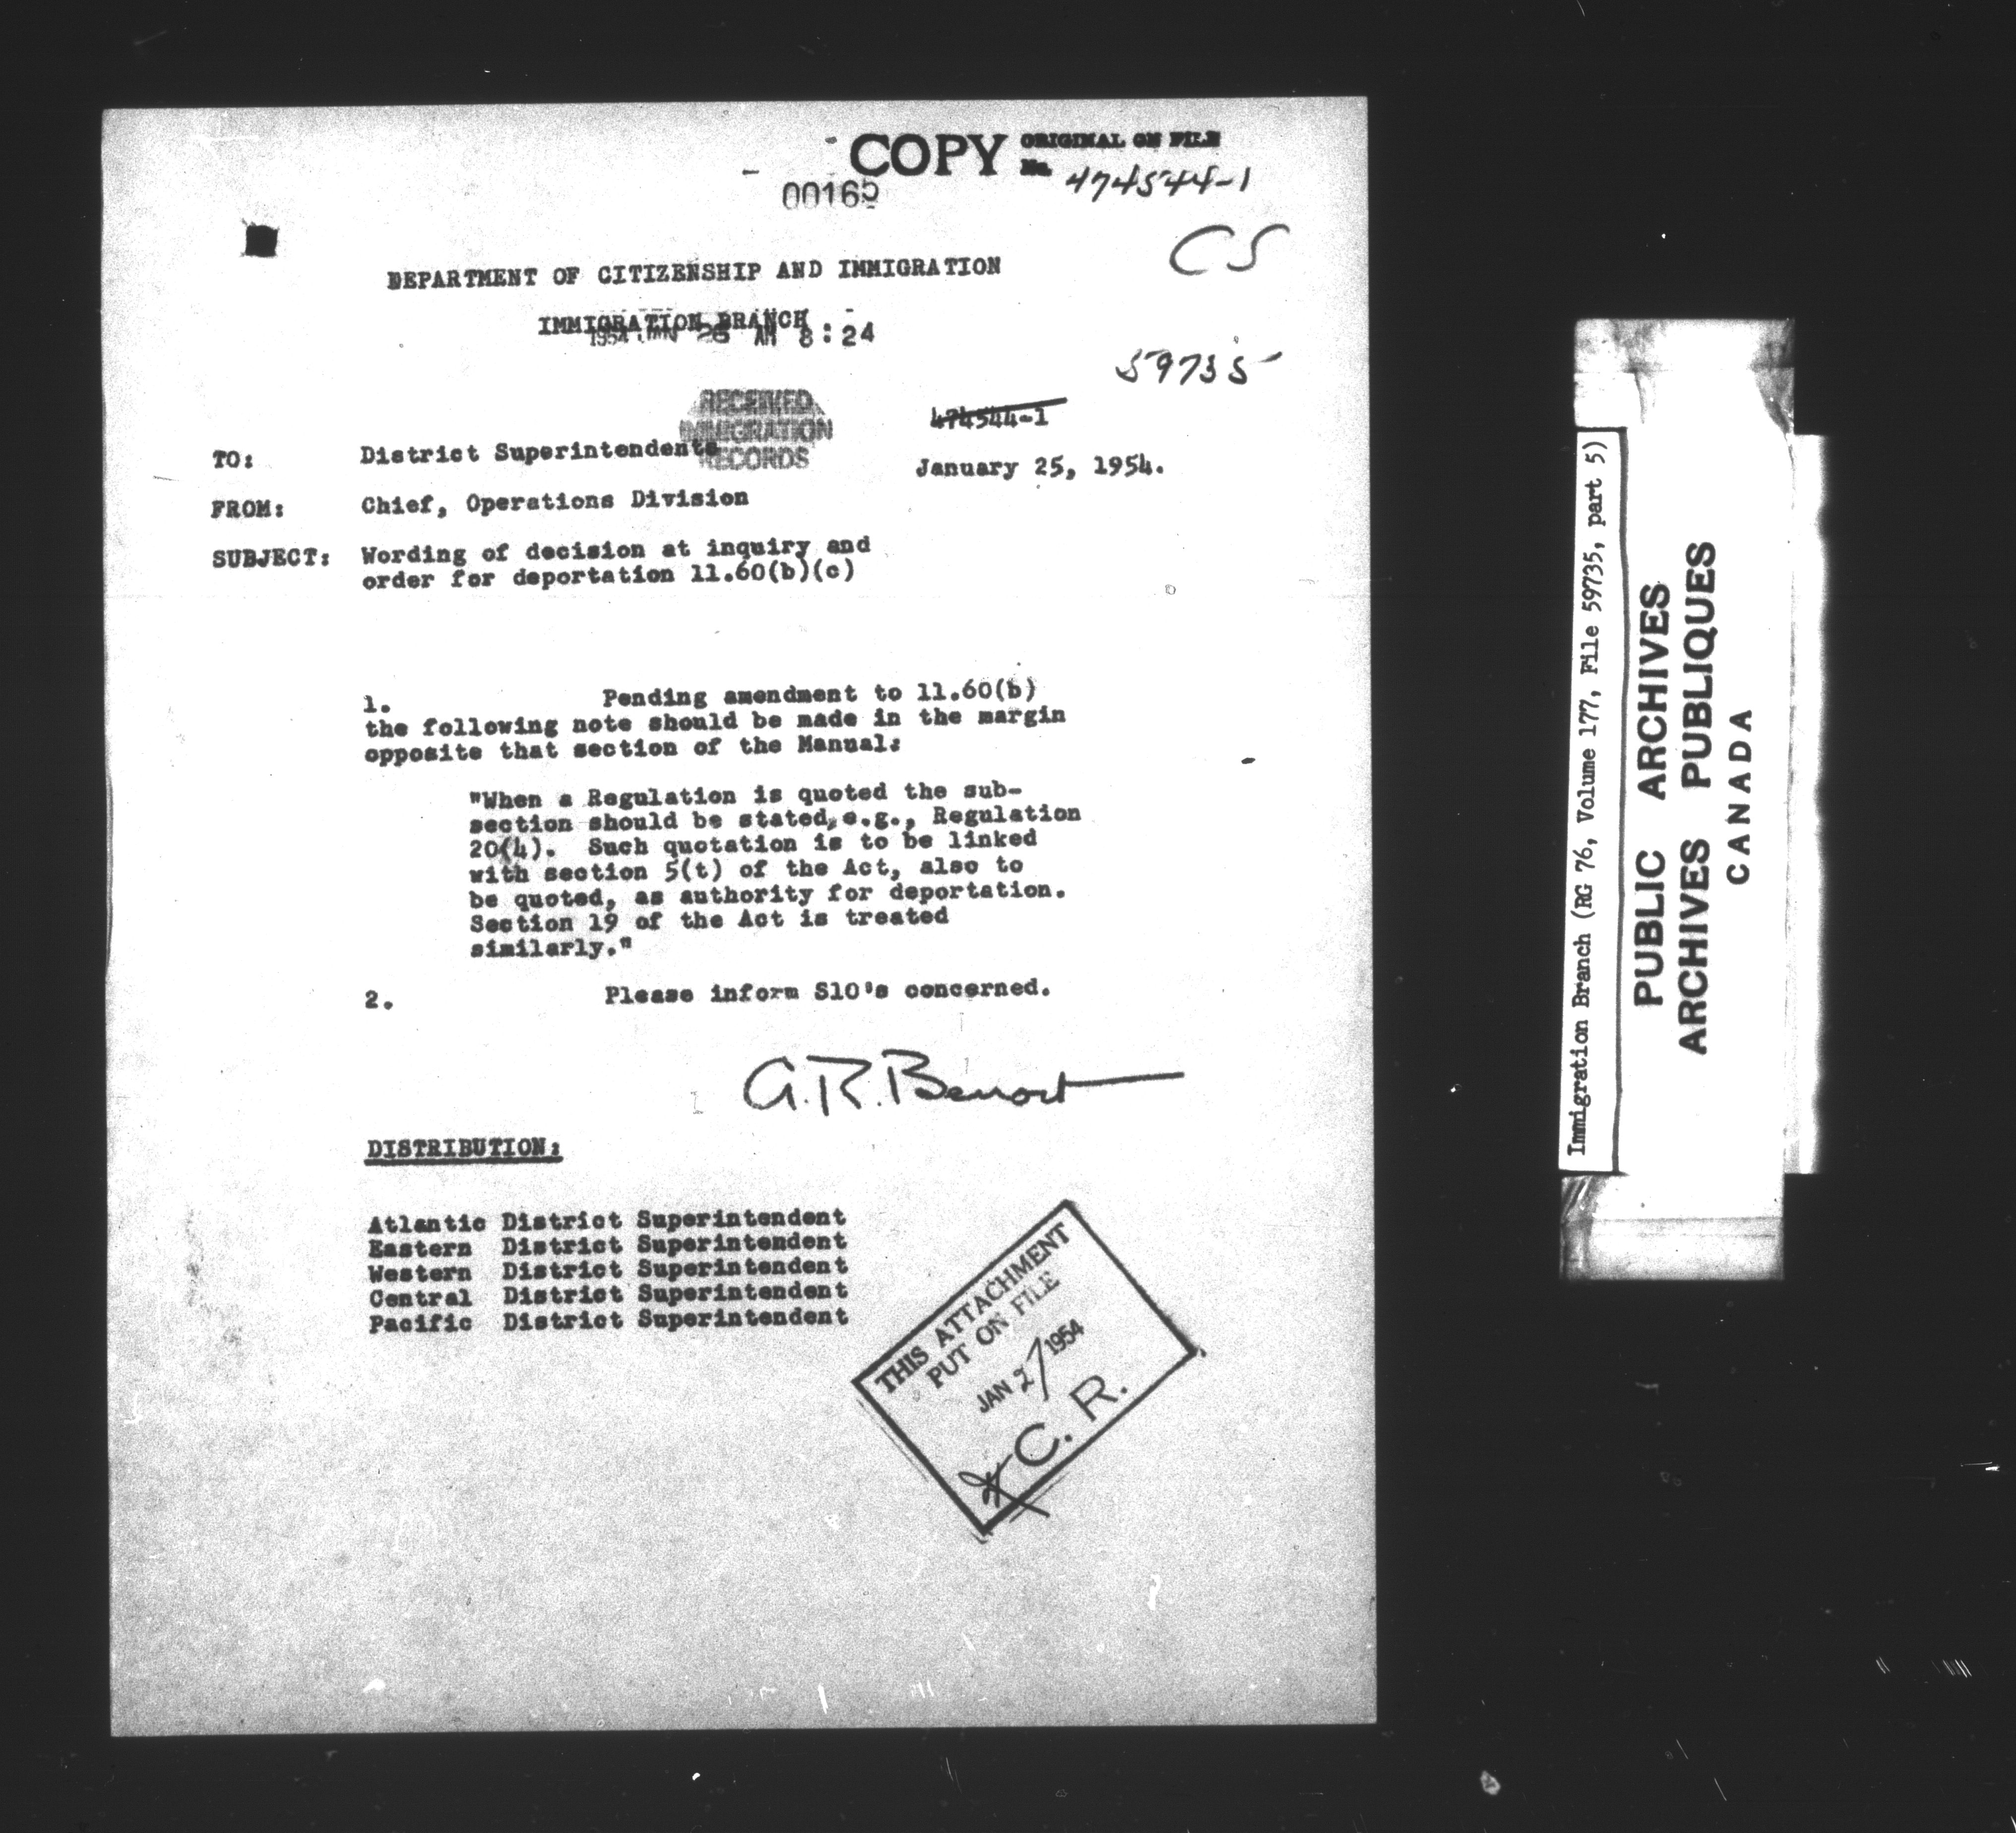 COPY ORIGINAL ON FILE
No. 474544-1
00165
CS
DEPARTMENT OF CITIZENSHIP AND IMMIGRATION
IMMIGRATION BRANCH
1954 JAN 26 AM 8:24
59735
RECEIVED
IMMIGRATION
RECORDS
474544-1
TO: District Superintendents
January 25, 1954.
FROM: Chief, Operations Division
SUBJECT: Wording of decision at inquiry and
order for deportation 11.60(b)(c)
1. Pending amendment to 11.60(b)
the following note should be made in the margin
opposite that section of the Manual:
"When a Regulation is quoted the sub-
section should be stated, e.g., Regulation
20(4). Such quotation is to be linked
with section 5(t) of the Act, also to
be quoted, as authority for deportation.
Section 19 of the Act is treated
similarly."
2. Please inform SIO's concerned.
G.R. Benoit
DISTRIBUTION:
Atlantic District Superintendent
Eastern District Superintendent
Western District Superintendent
Central District Superintendent
Pacific District Superintendent
THIS ATTACHMENT
PUT ON FILE
JAN 27 1954
C. R.
Immigration Branch (RG 76, Volume 177, File 59735, part 5)
PUBLIC ARCHIVES
ARCHIVES PUBLIQUES
CANADA